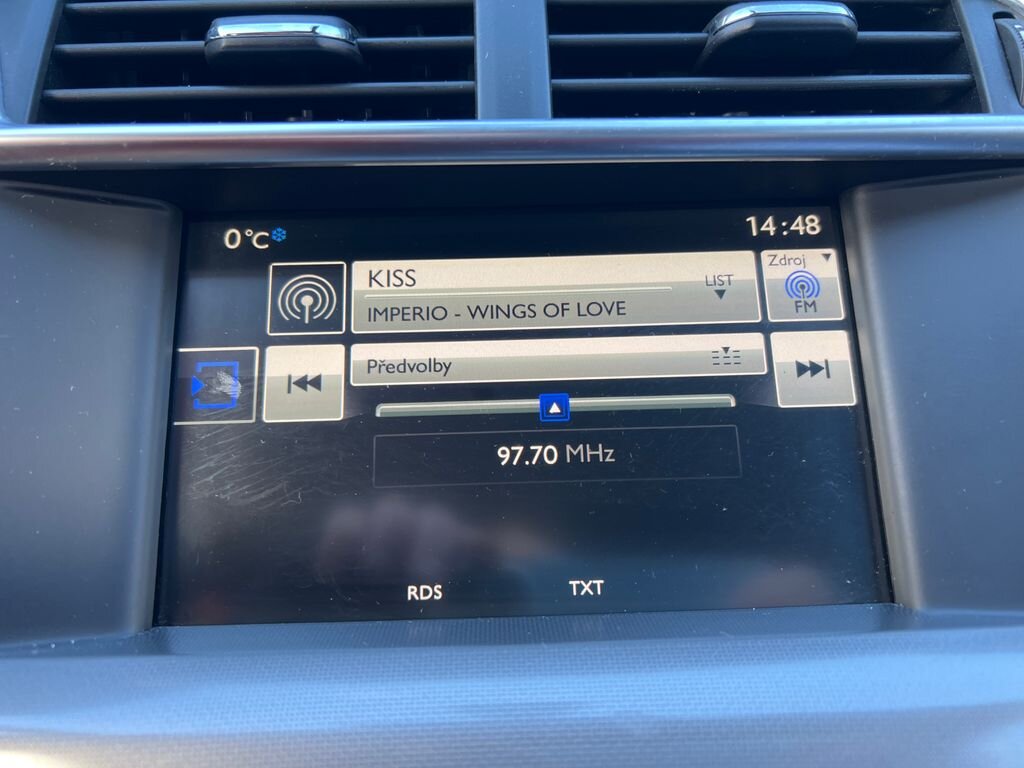 0°C
14:48
KISS
LIST
Zdroj
FM
IMPERIO - WINGS OF LOVE
Předvolby
97.70 MHz
RDS
TXT